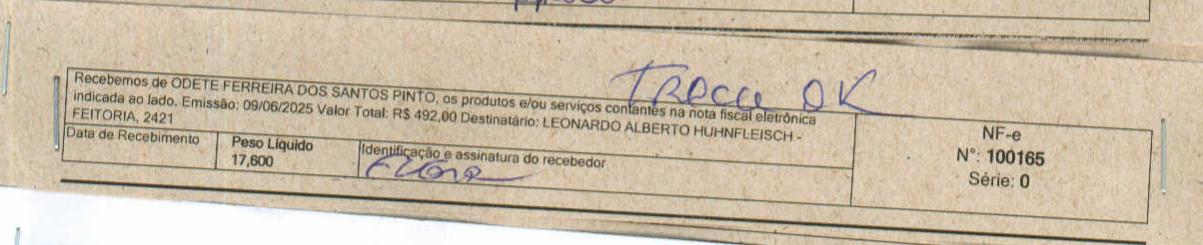 TROCA OK
Recebemos de ODETE FERREIRA DOS SANTOS PINTO, os produtos e/ou serviços contantes na nota fiscal eletrônica
indicada ao lado. Emissão: 09/06/2025 Valor Total: R$ 492,00 Destinatário: LEONARDO ALBERTO HUHNFLEISCH -
FEITORIA, 2421
Data de Recebimento
Peso Líquido
17,600
Identificação e assinatura do recebedor
NF-e
N°: 100165
Série: 0